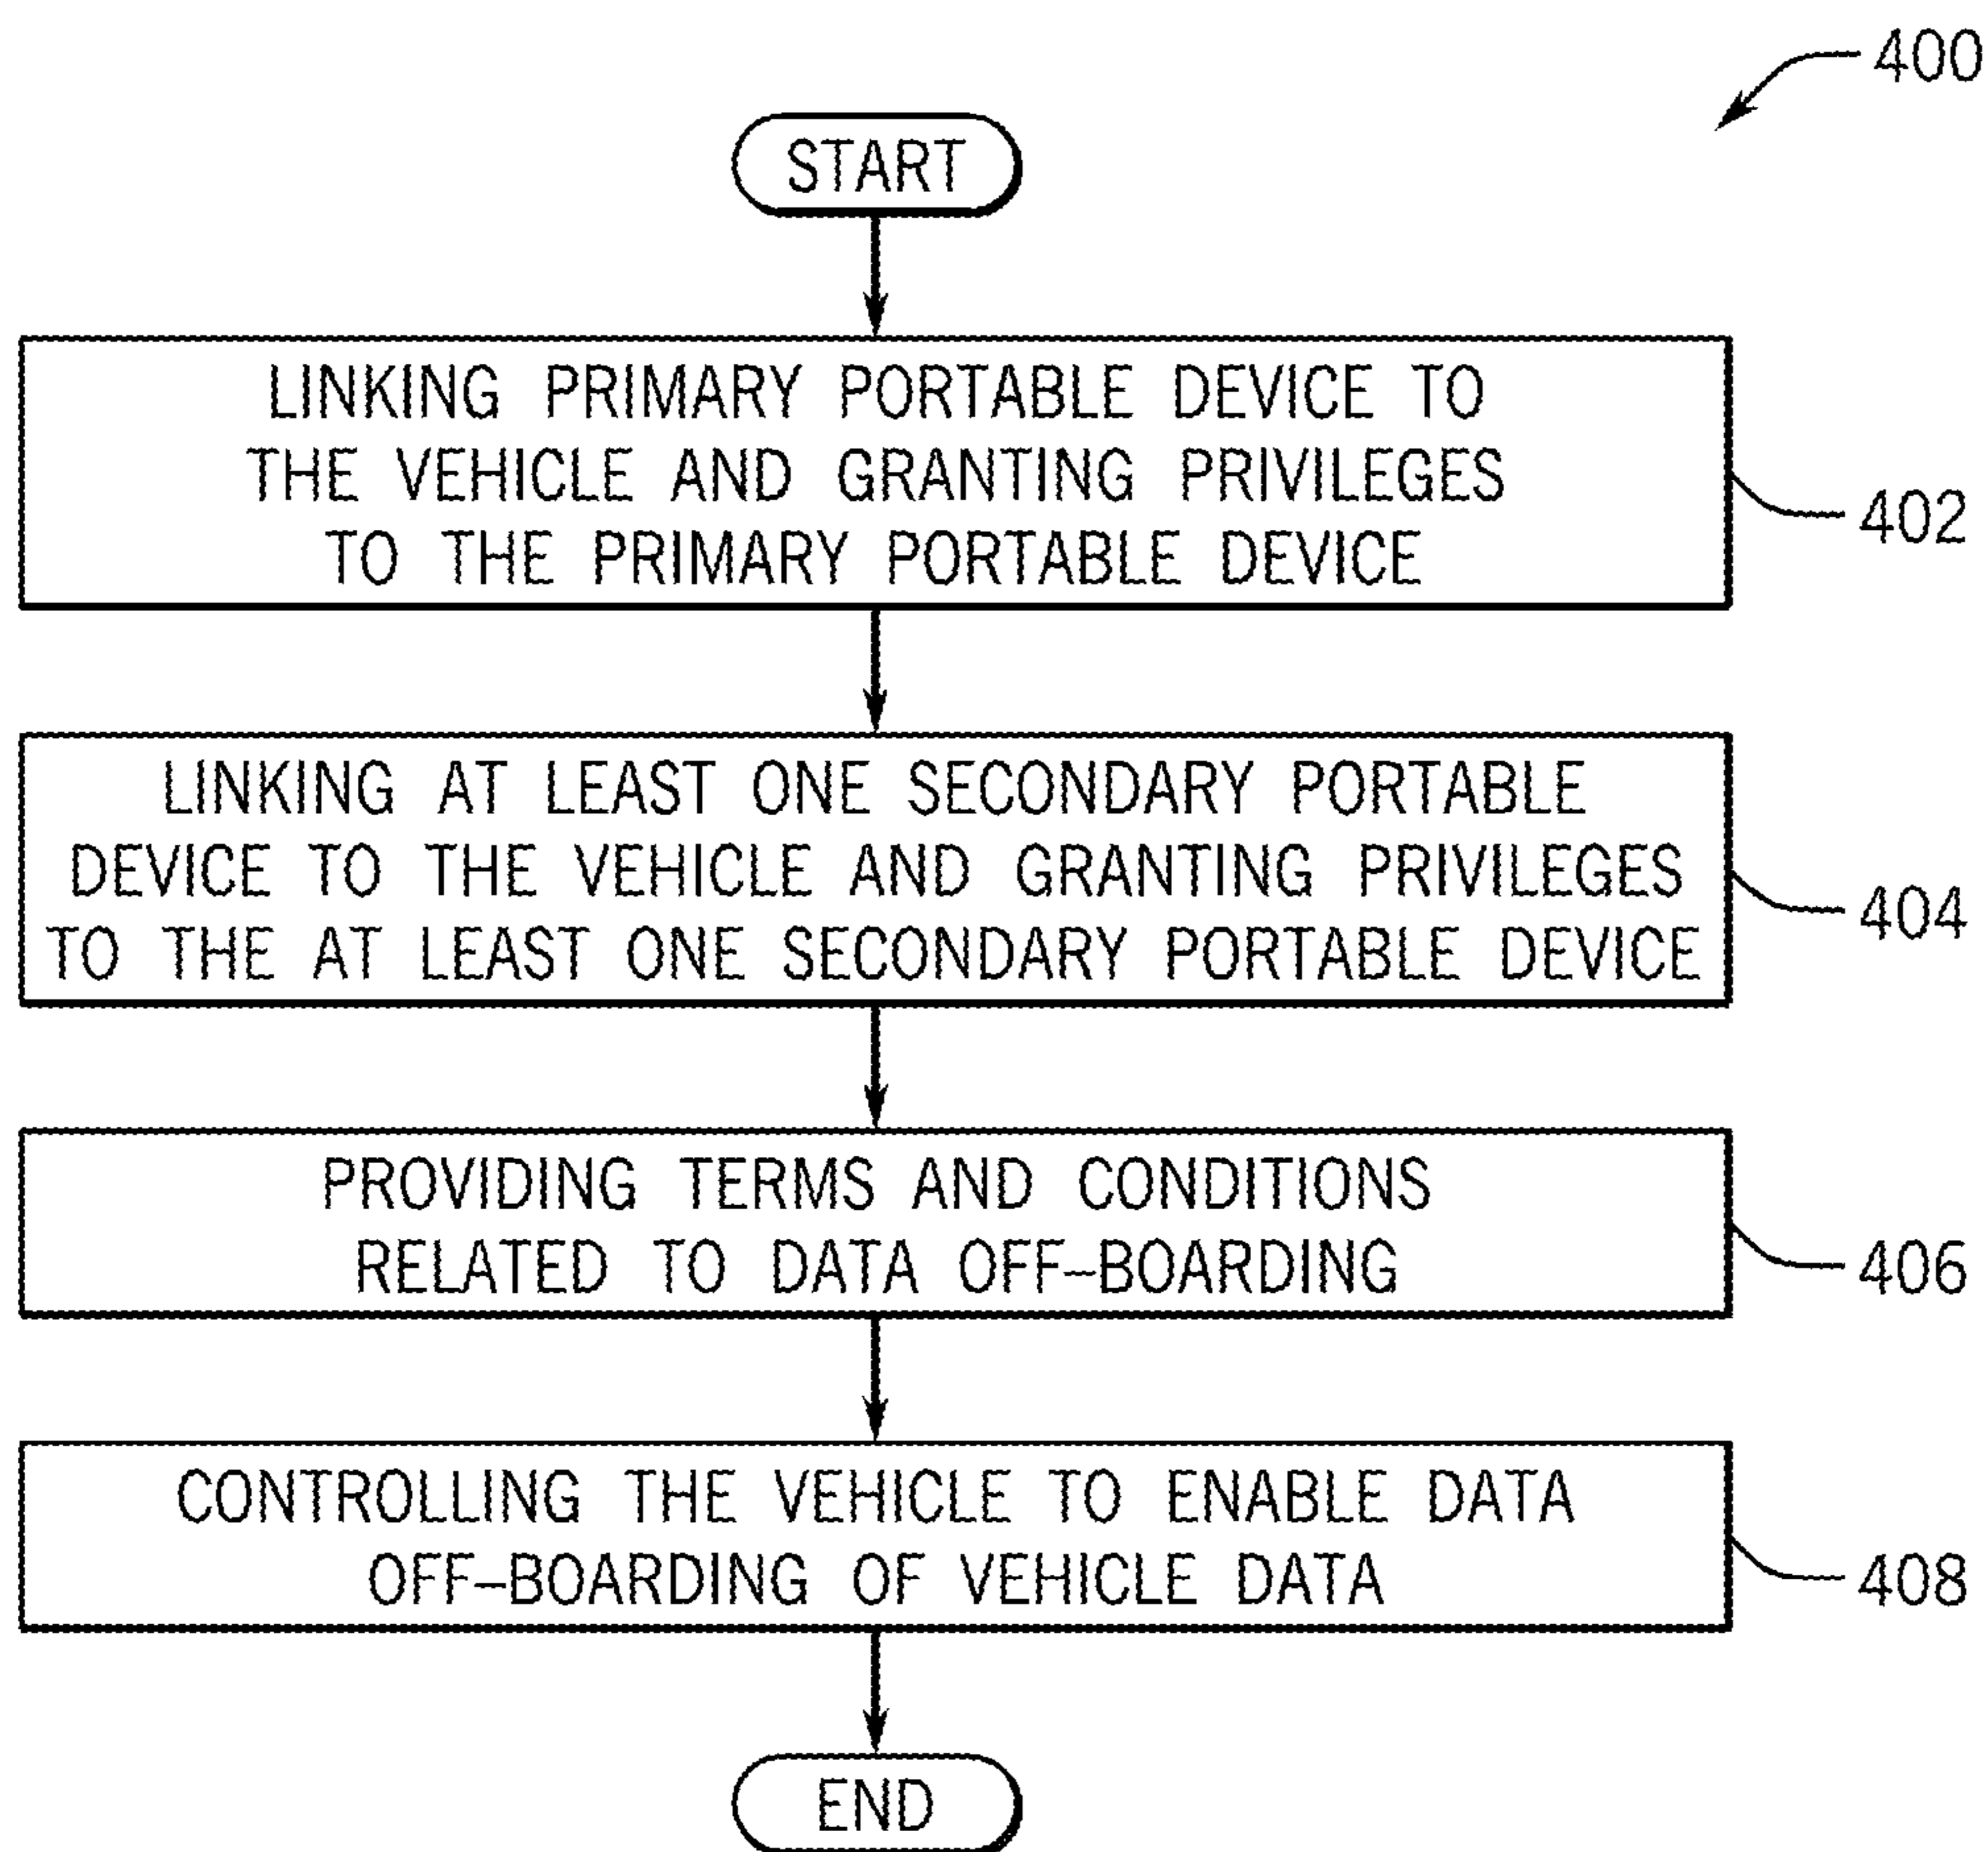 400
START
LINKING PRIMARY PORTABLE DEVICE TO
THE VEHICLE AND GRANTING PRIVILEGES
TO THE PRIMARY PORTABLE DEVICE
402
LINKING AT LEAST ONE SECONDARY PORTABLE
DEVICE TO THE VEHICLE AND GRANTING PRIVILEGES
TO THE AT LEAST ONE SECONDARY PORTABLE DEVICE
404
PROVIDING TERMS AND CONDITIONS
RELATED TO DATA OFF-BOARDING
406
CONTROLLING THE VEHICLE TO ENABLE DATA
OFF-BOARDING OF VEHICLE DATA
408
END